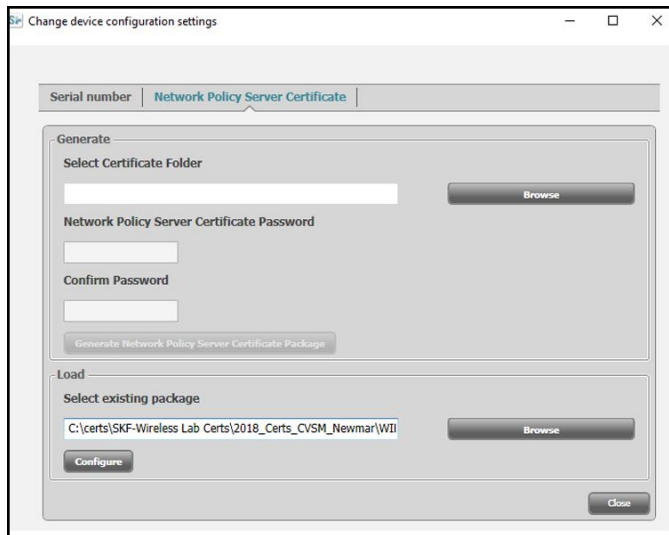 Change device configuration settings
Serial number
Network Policy Server Certificate
Generate
Select Certificate Folder
Browse
Network Policy Server Certificate Password
Confirm Password
Generate Network Policy Server Certificate Package
Load
Select existing package
C:\certs\SKF-Wireless Lab Certs\2018_Certs_CVSM_Newmar\WII
Browse
Configure
Close